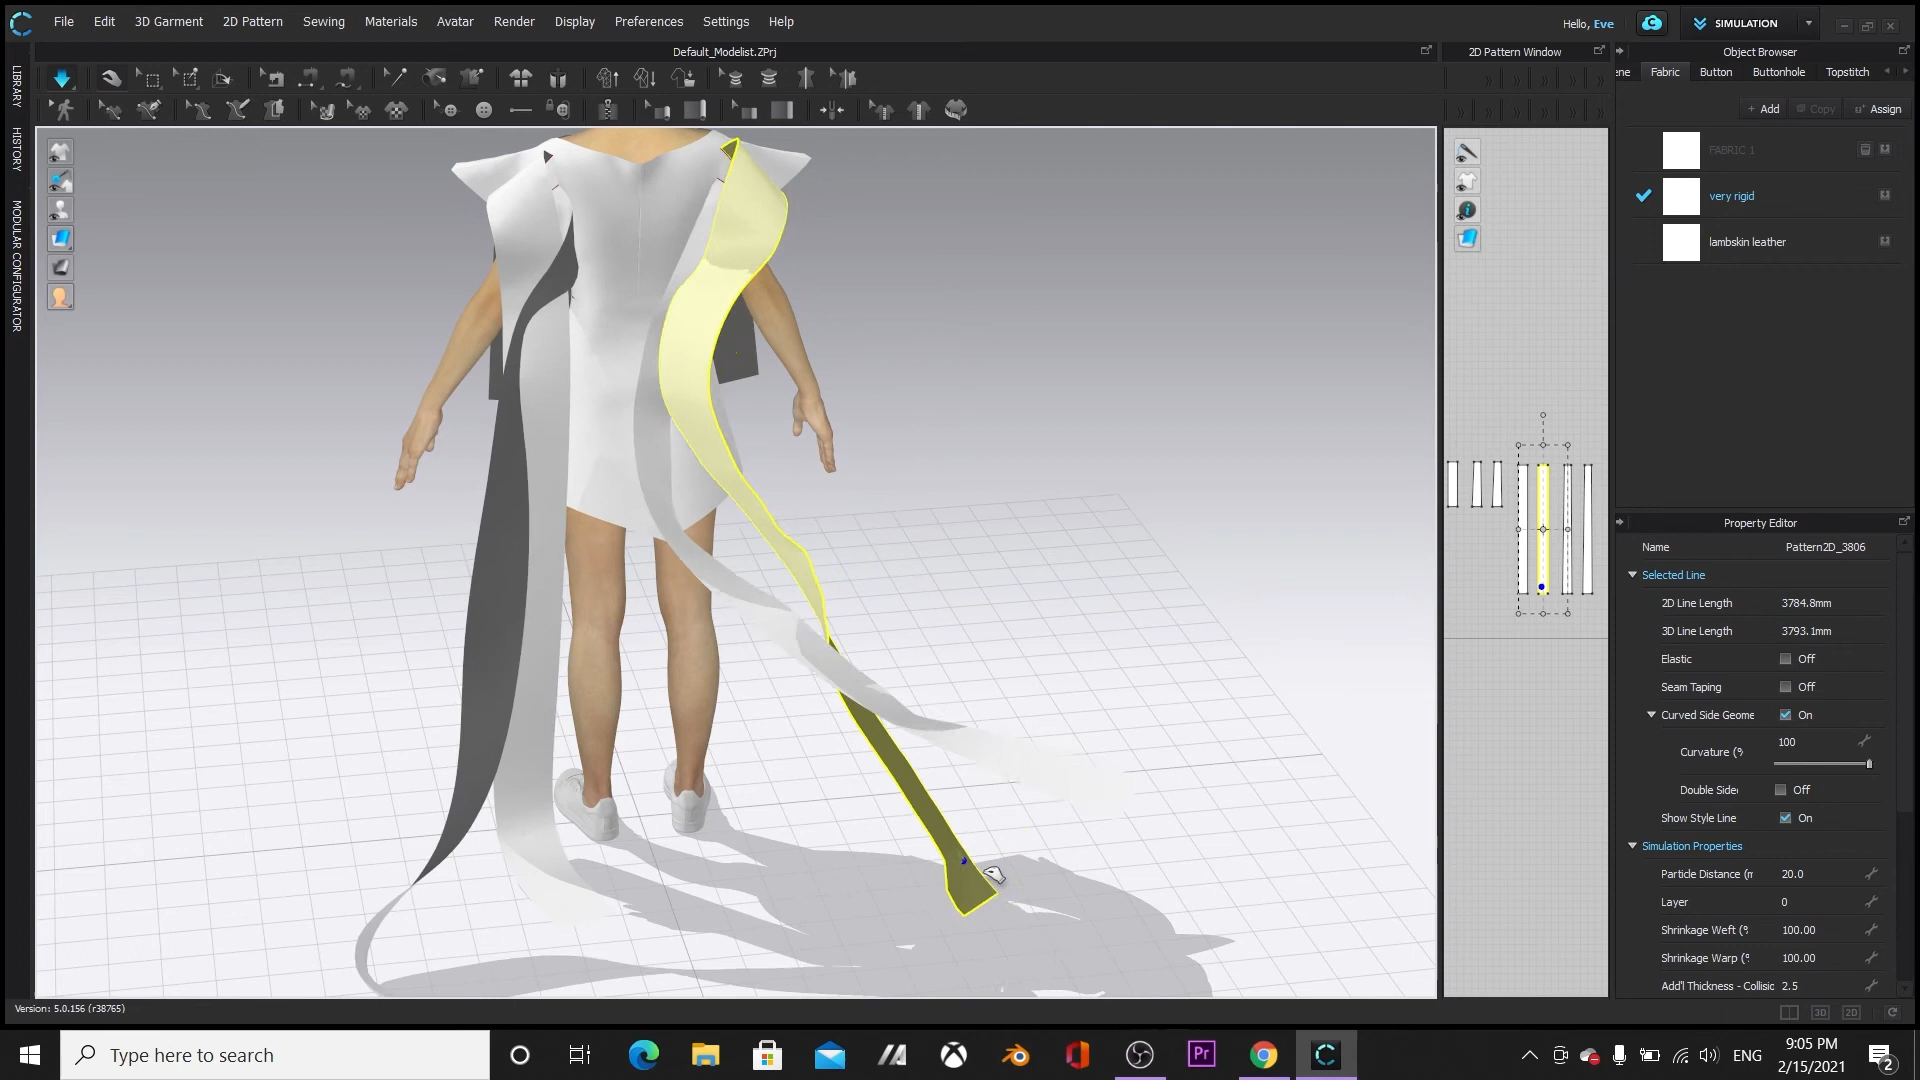 File Edit 3D Garment 2D Pattern Sewing Materials Avatar Render Display Preferences Settings Help
Hello, Eve
SIMULATION
Default_Modelist.ZPrj
2D Pattern Window
Object Browser
LIBRARY
HISTORY
MODULAR CONFIGURATOR
ene Fabric Button Buttonhole Topstitch
+ Add Copy Assign
FABRIC 1
very rigid
lambskin leather
Property Editor
Name Pattern2D_3806
Selected Line
2D Line Length 3784.8mm
3D Line Length 3793.1mm
Elastic Off
Seam Taping Off
Curved Side Geome On
Curvature (% 100
Double Side Off
Show Style Line On
Simulation Properties
Particle Distance (m 20.0
Layer 0
Shrinkage Weft (% 100.00
Shrinkage Warp (% 100.00
Add'l Thickness - Collisic 2.5
Version: 5.0.156 (r38765)
3D 2D
Type here to search
Pr
ENG
9:05 PM
2/15/2021
2